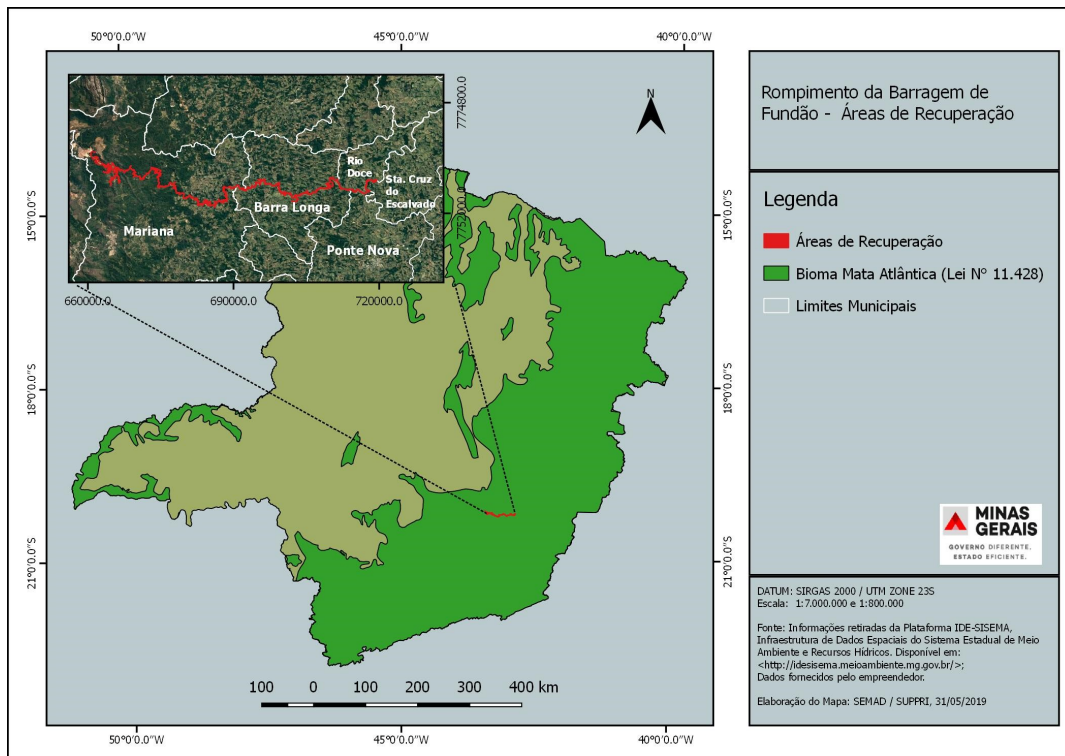 50°0'0.0"W
45°0'0.0"W
40°0'0.0"W
Rompimento da Barragem de
Fundão - Áreas de Recuperação
N
7774800.0
7752000.0
Rio
Doce
Sta. Cruz
do
Escalvado
Barra Longa
Mariana
Ponte Nova
660000.0
690000.0
720000.0
15°0'0.0"S
15°0'0.0"S
18°0'0.0"S
18°0'0.0"S
21°0'0.0"S
21°0'0.0"S
Legenda
Áreas de Recuperação
Bioma Mata Atlântica (Lei Nº 11.428)
Limites Municipais
MINAS
GERAIS
GOVERNO DIFERENTE.
ESTADO EFICIENTE.
DATUM: SIRGAS 2000 / UTM ZONE 23S
Escala: 1:7.000.000 e 1:800.000
Fonte: Informações retiradas da Plataforma IDE-SISEMA,
Infraestrutura de Dados Espaciais do Sistema Estadual de Meio
Ambiente e Recursos Hídricos. Disponível em:
<http://idesisema.meioambiente.mg.gov.br/>;
Dados fornecidos pelo empreendedor.
Elaboração do Mapa: SEMAD / SUPPRI, 31/05/2019
100 0 100 200 300 400 km
50°0'0.0"W
45°0'0.0"W
40°0'0.0"W